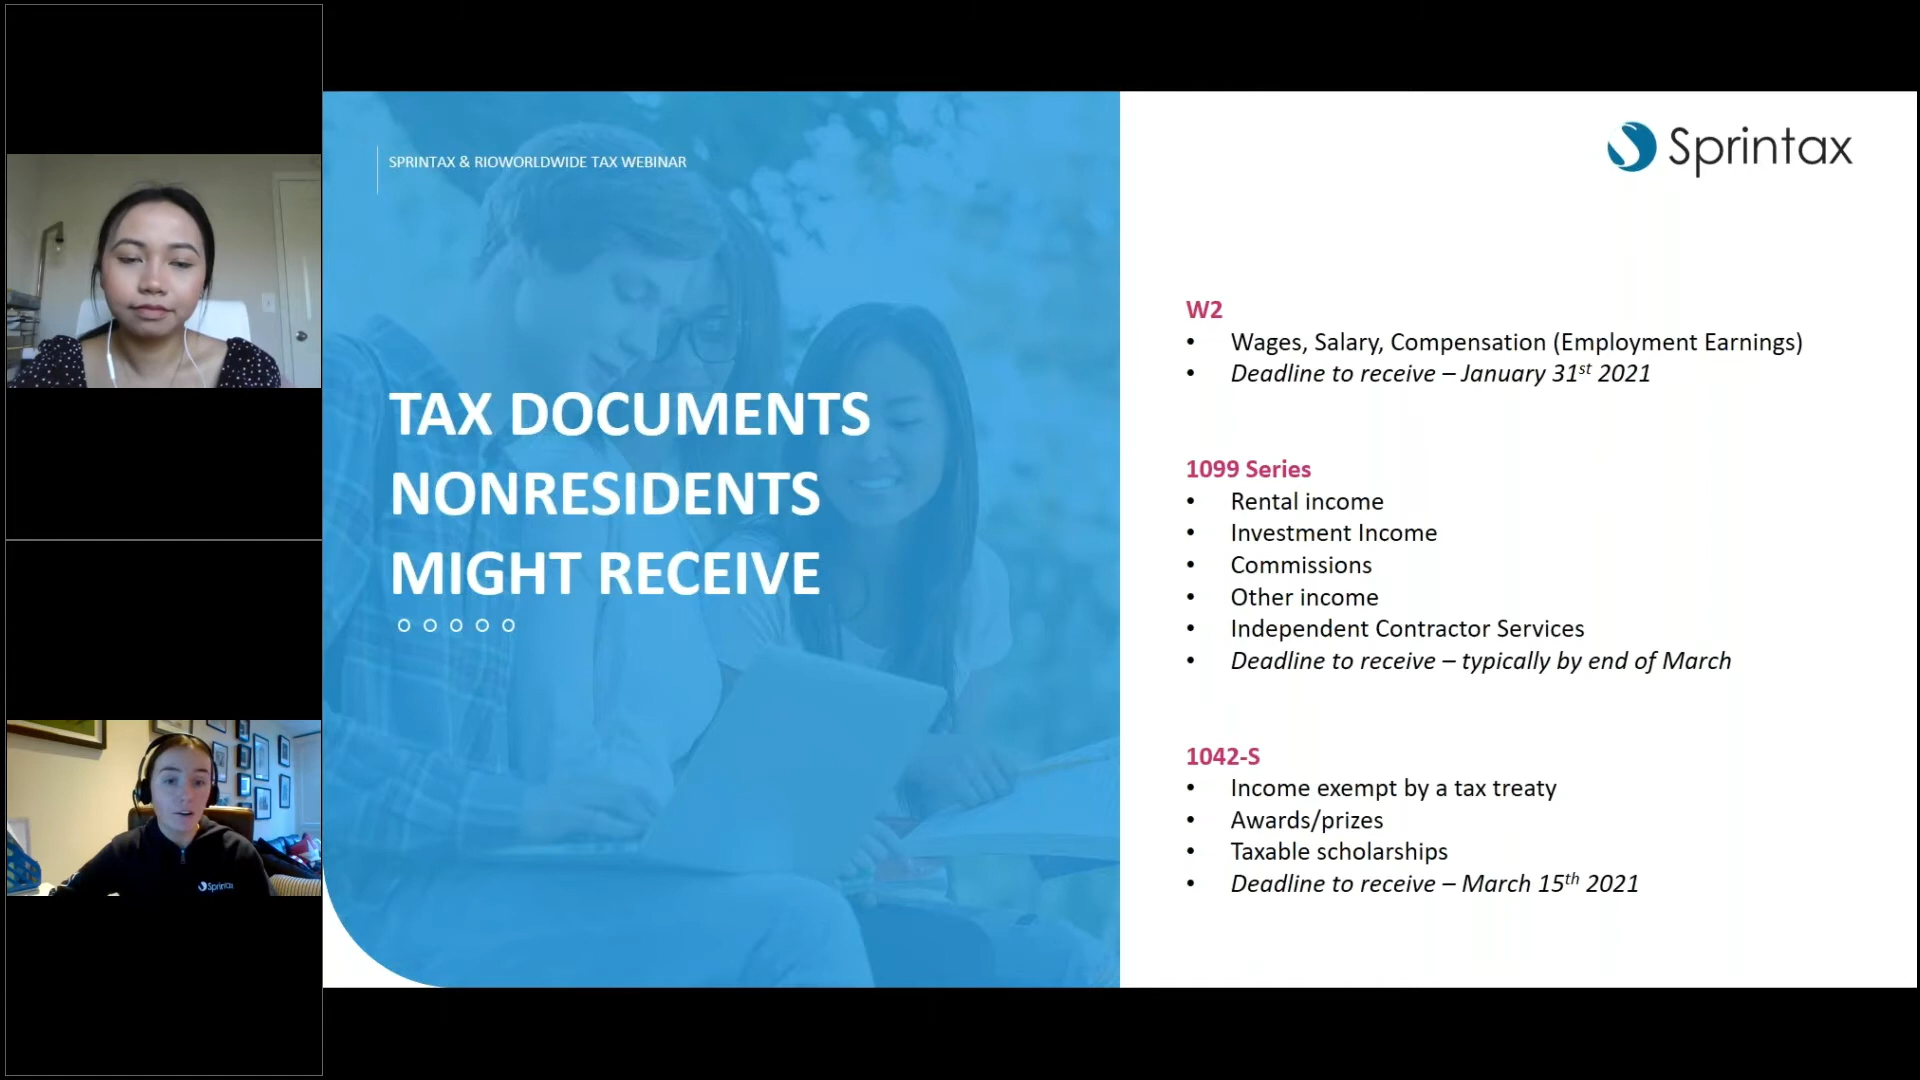 SPRINTAX & RIOWORLDWIDE TAX WEBINAR
TAX DOCUMENTS
NONRESIDENTS
MIGHT RECEIVE
Sprintax
W2
• Wages, Salary, Compensation (Employment Earnings)
• Deadline to receive – January 31st 2021
1099 Series
• Rental income
• Investment Income
• Commissions
• Other income
• Independent Contractor Services
• Deadline to receive – typically by end of March
1042-S
• Income exempt by a tax treaty
• Awards/prizes
• Taxable scholarships
• Deadline to receive – March 15th 2021
Sprintax